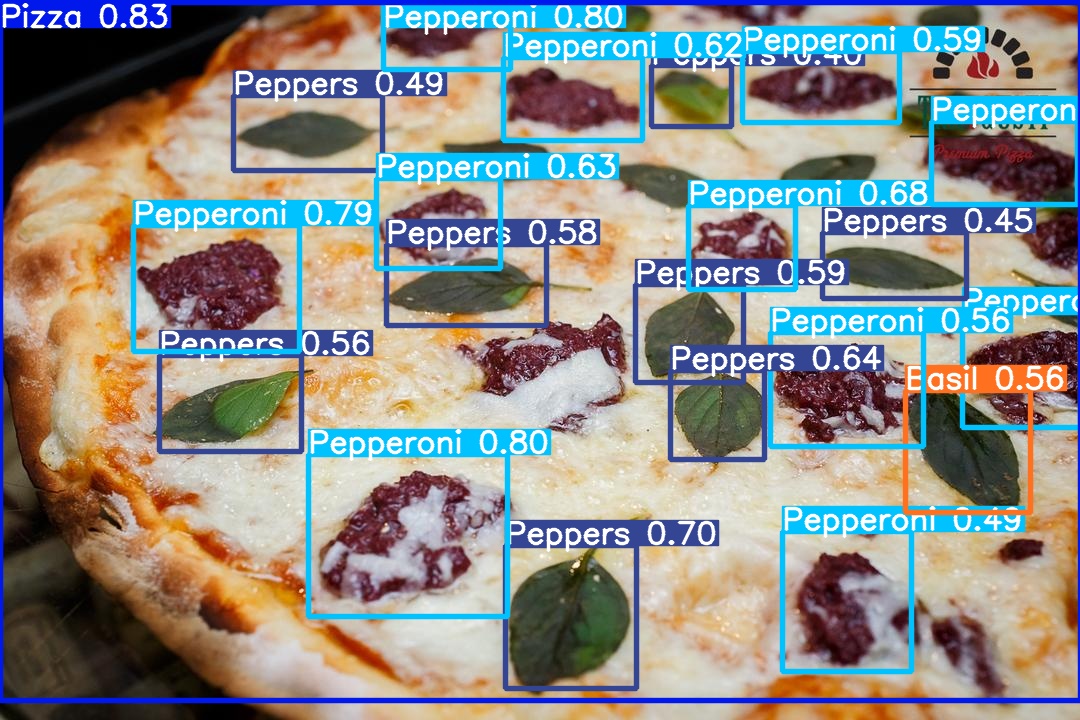 Pizza 0.83
Pepperoni 0.80
Pepperoni 0.62
Pepperoni 0.59
Peppers 0.40
Peppers 0.49
Pepperon
Premium Pizza
Pepperoni 0.63
Pepperoni 0.68
Pepperoni 0.79
Peppers 0.58
Peppers 0.45
Peppers 0.59
Pepperc
Pepperoni 0.56
Peppers 0.56
Peppers 0.64
Basil 0.56
Pepperoni 0.80
Pepperoni 0.49
Peppers 0.70